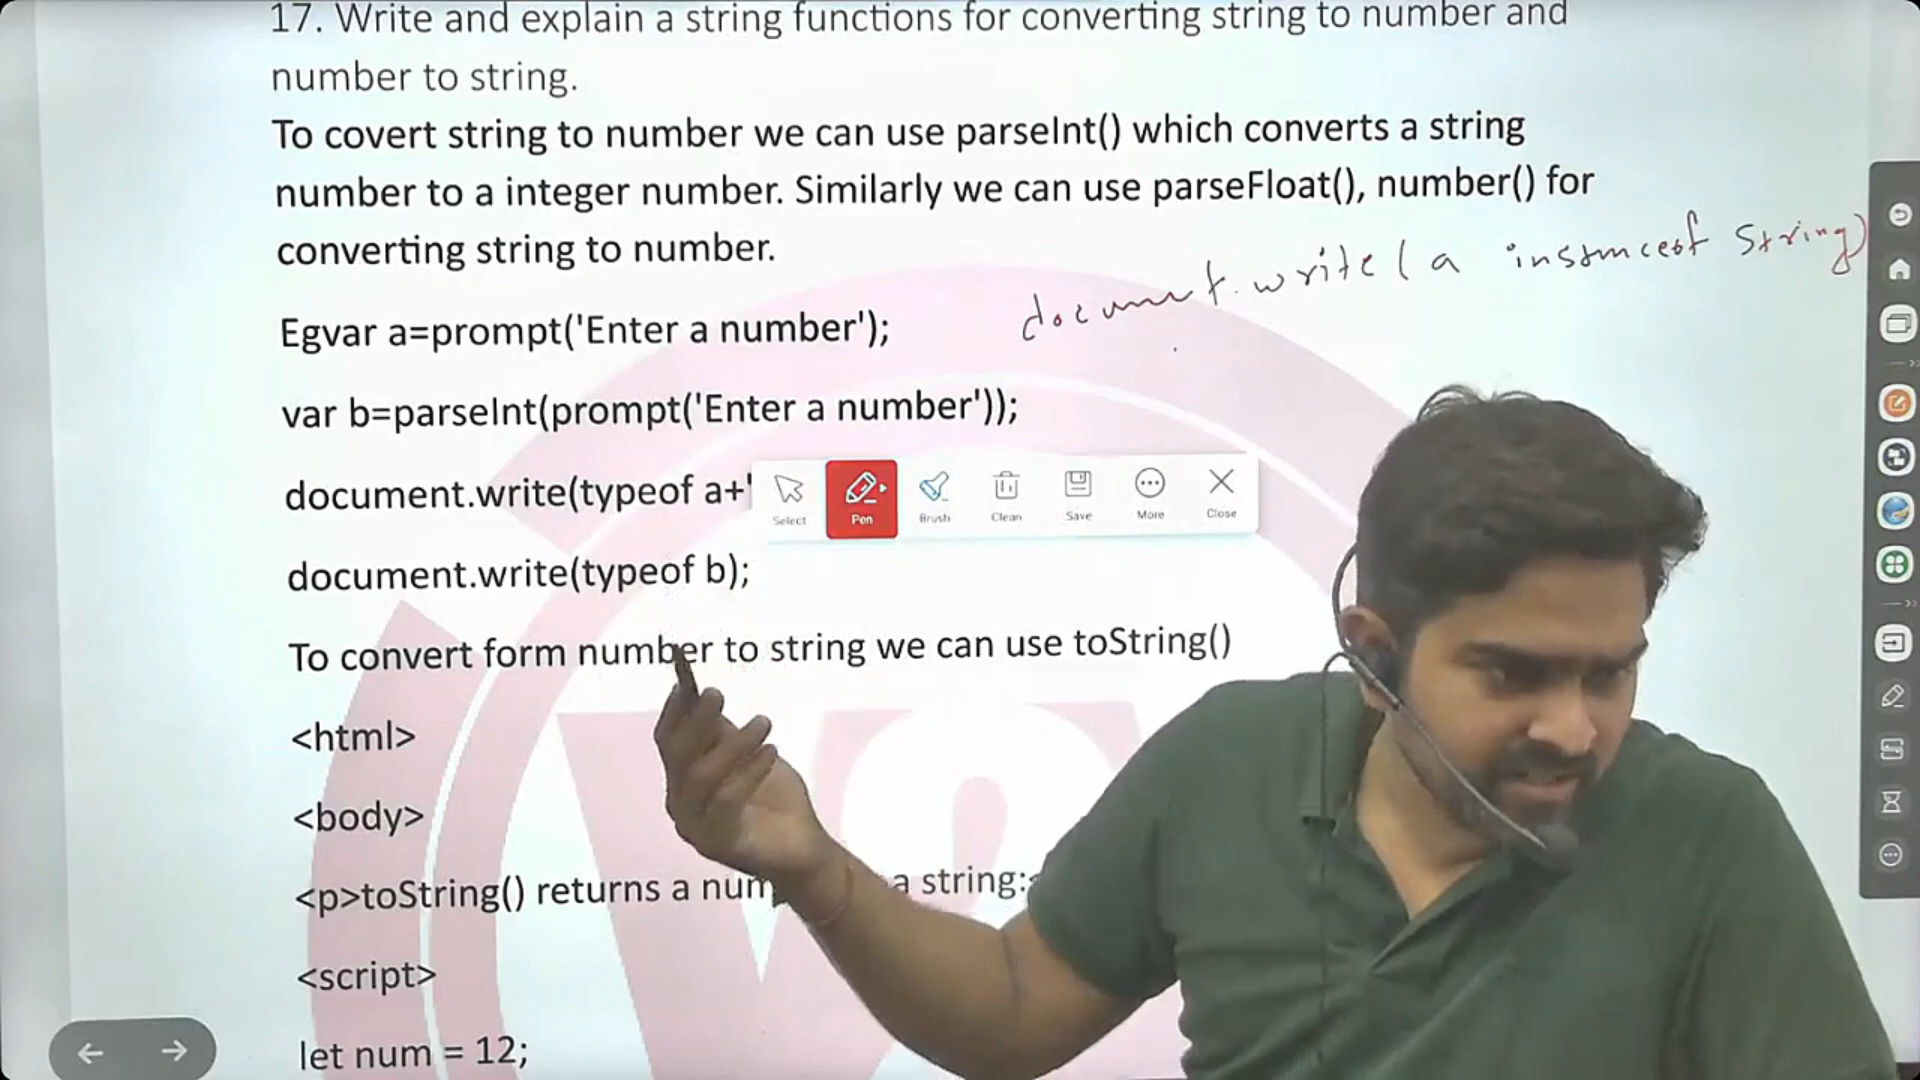 17. Write and explain a string functions for converting string to number and
number to string.
To covert string to number we can use parseInt() which converts a string
number to a integer number. Similarly we can use parseFloat(), number() for
converting string to number.
document.write(a instanceof String)
Egvar a=prompt('Enter a number');
var b=parseInt(prompt('Enter a number'));
document.write(typeof a+'
Select
Pen
Brush
Clean
Save
More
Close
document.write(typeof b);
To convert form number to string we can use toString()
<html>
<body>
<p>toString() returns a a string:
<script>
let num = 12;